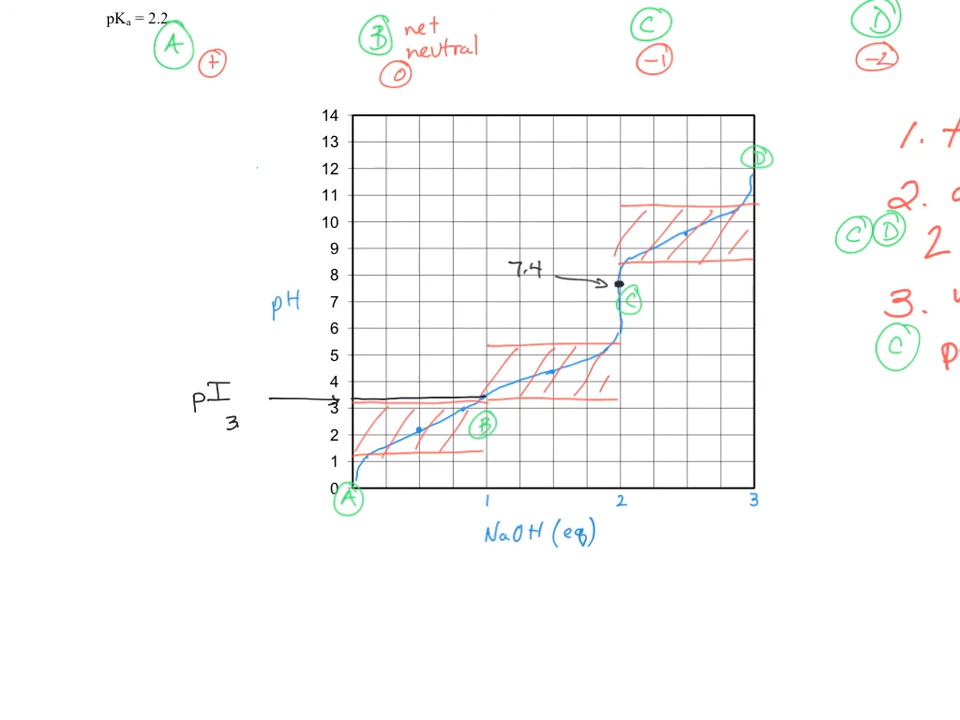 pKₐ = 2.2
A
+
B net
neutral
0
C
-1
D
-2
14
13
12
11
10
9
8
7
6
5
4
3
2
1
0
pH
pI
3
7.4
A
B
C
D
1 2 3
NaOH (eq)
1.
2.
C D 2
3.
C p